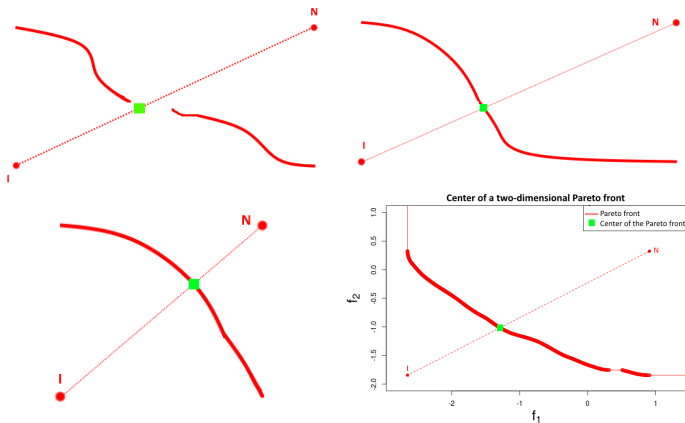 N
I
N
I
N
I
Center of a two-dimensional Pareto front
Pareto front
Center of the Pareto front
N
I
f2
1.0
0.5
0.0
-0.5
-1.0
-1.5
-2.0
-2
-1
0
1
f1